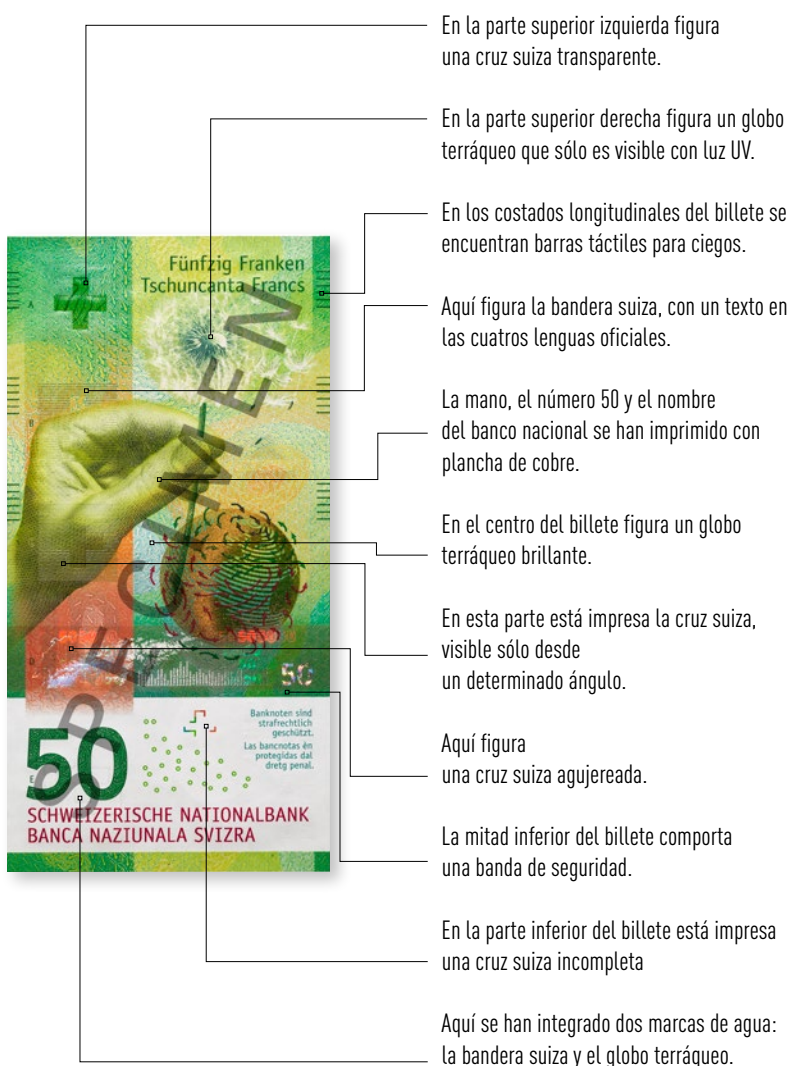 En la parte superior izquierda figura
una cruz suiza transparente.
En la parte superior derecha figura un globo
terráqueo que sólo es visible con luz UV.
En los costados longitudinales del billete se
encuentran barras táctiles para ciegos.
Aquí figura la bandera suiza, con un texto en
las cuatros lenguas oficiales.
La mano, el número 50 y el nombre
del banco nacional se han imprimido con
plancha de cobre.
En el centro del billete figura un globo
terráqueo brillante.
En esta parte está impresa la cruz suiza,
visible sólo desde
un determinado ángulo.
Aquí figura
una cruz suiza agujereada.
La mitad inferior del billete comporta
una banda de seguridad.
En la parte inferior del billete está impresa
una cruz suiza incompleta
Aquí se han integrado dos marcas de agua:
la bandera suiza y el globo terráqueo.
Fünfzig Franken
Tschuncanta Francs
A
B
D
E
SPECIMEN
50
Banknoten sind
strafrechtlich
geschützt.
Las bancnotas èn
protegidas dal
dretg penal.
50
SCHWEIZERISCHE NATIONALBANK
BANCA NAZIUNALA SVIZRA